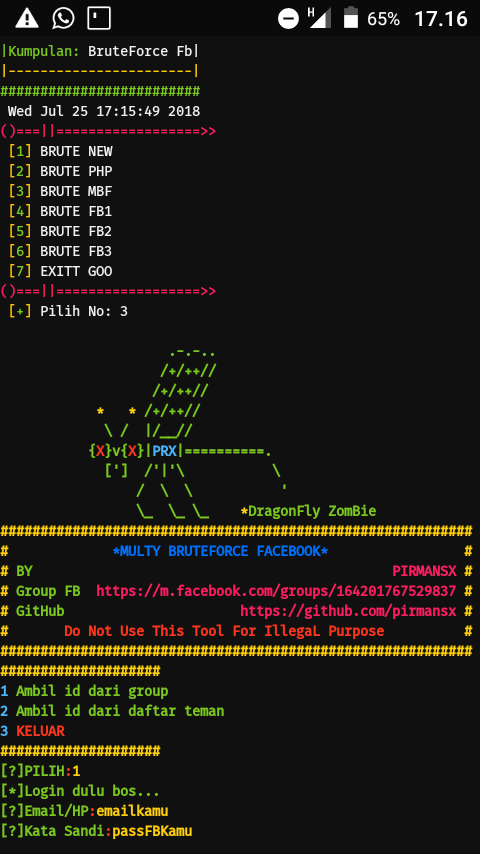 65% 17.16
|Kumpulan: BruteForce Fb|
|-----------------------|
#########################
Wed Jul 25 17:15:49 2018
()===||==================>>
[1] BRUTE NEW
[2] BRUTE PHP
[3] BRUTE MBF
[4] BRUTE FB1
[5] BRUTE FB2
[6] BRUTE FB3
[7] EXITT GOO
()===||==================>>
[+] Pilih No: 3
.-.-..
/+/++//
/+/++//
* * /+/++//
\ / |/__//
{X}v{X}|PRX|==========.
['] /'|'\ \
/ \ \ '
\_ \_ \_ *DragonFly ZomBie
###########################################################
# *MULTY BRUTEFORCE FACEBOOK* #
# BY PIRMANSX #
# Group FB https://m.facebook.com/groups/164201767529837 #
# GitHub https://github.com/pirmansx #
# Do Not Use This Tool For IllegaL Purpose #
###########################################################
####################
1 Ambil id dari group
2 Ambil id dari daftar teman
3 KELUAR
####################
[?]PILIH:1
[*]Login dulu bos...
[?]Email/HP:emailkamu
[?]Kata Sandi:passFBKamu